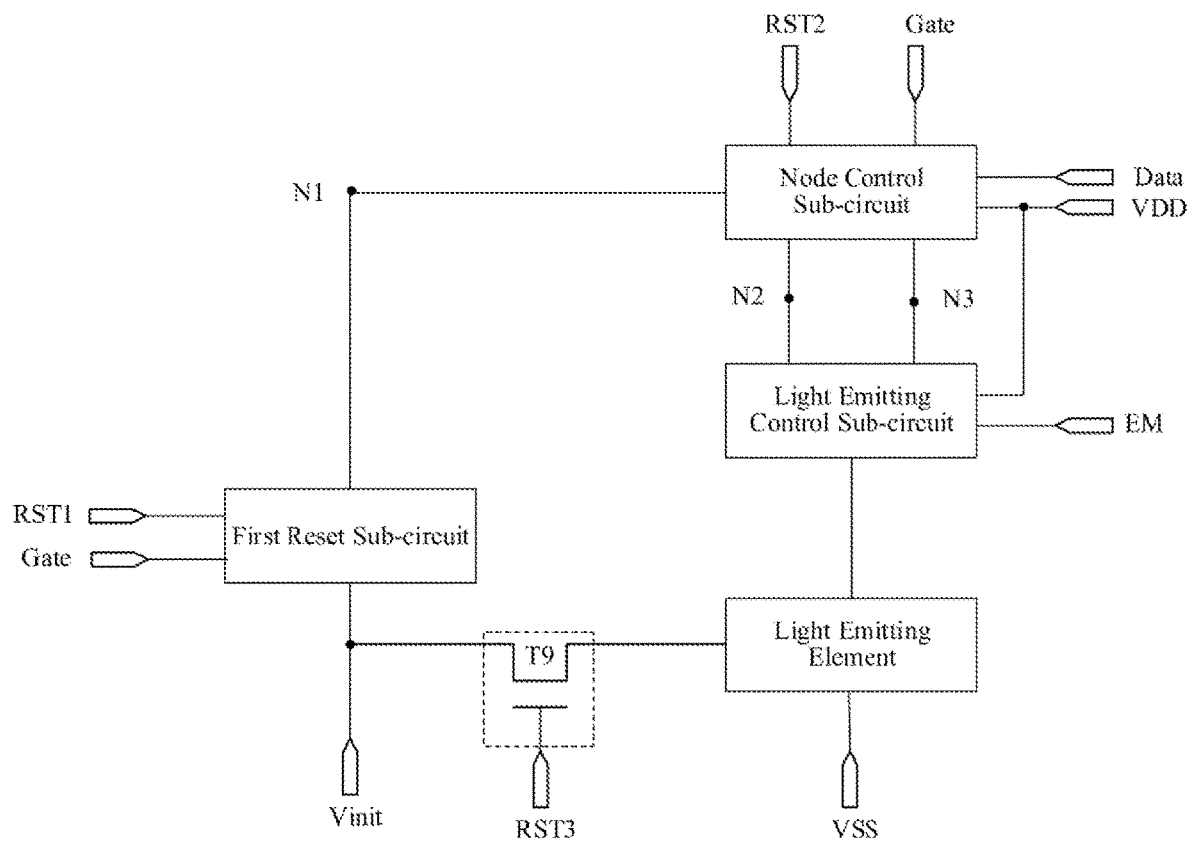 RST2
Gate
N1
Node Control
Sub-circuit
Data
VDD
N2
N3
Light Emitting
Control Sub-circuit
EM
RST1
Gate
First Reset Sub-circuit
T9
Light Emitting
Element
Vinit
RST3
VSS